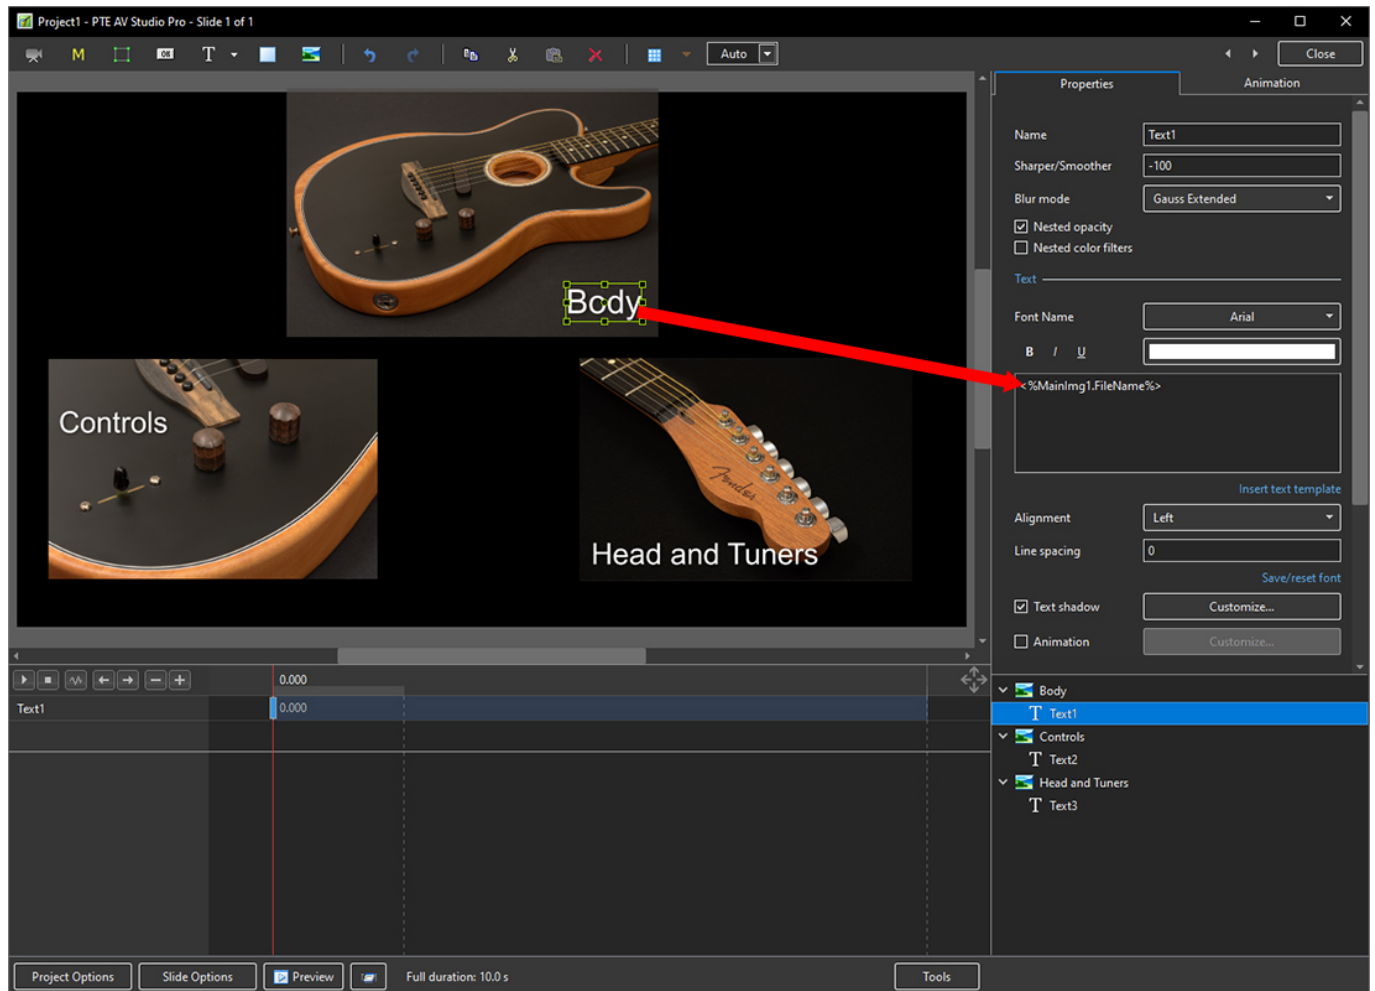 Project1 - PTE AV Studio Pro - Slide 1 of 1
M
OK
T
Auto
Close
Properties
Animation
Name
Text1
Sharper/Smoother
-100
Blur mode
Gauss Extended
Nested opacity
Nested color filters
Text
Font Name
Arial
B I U
<%MainImg1.FileName%>
Insert text template
Alignment
Left
Line spacing
0
Save/reset font
Text shadow
Customize...
Animation
Customize...
Body
Controls
Fender
Head and Tuners
0.000
Text1
0.000
Body
T Text1
Controls
T Text2
Head and Tuners
T Text3
Project Options
Slide Options
Preview
Full duration: 10.0 s
Tools